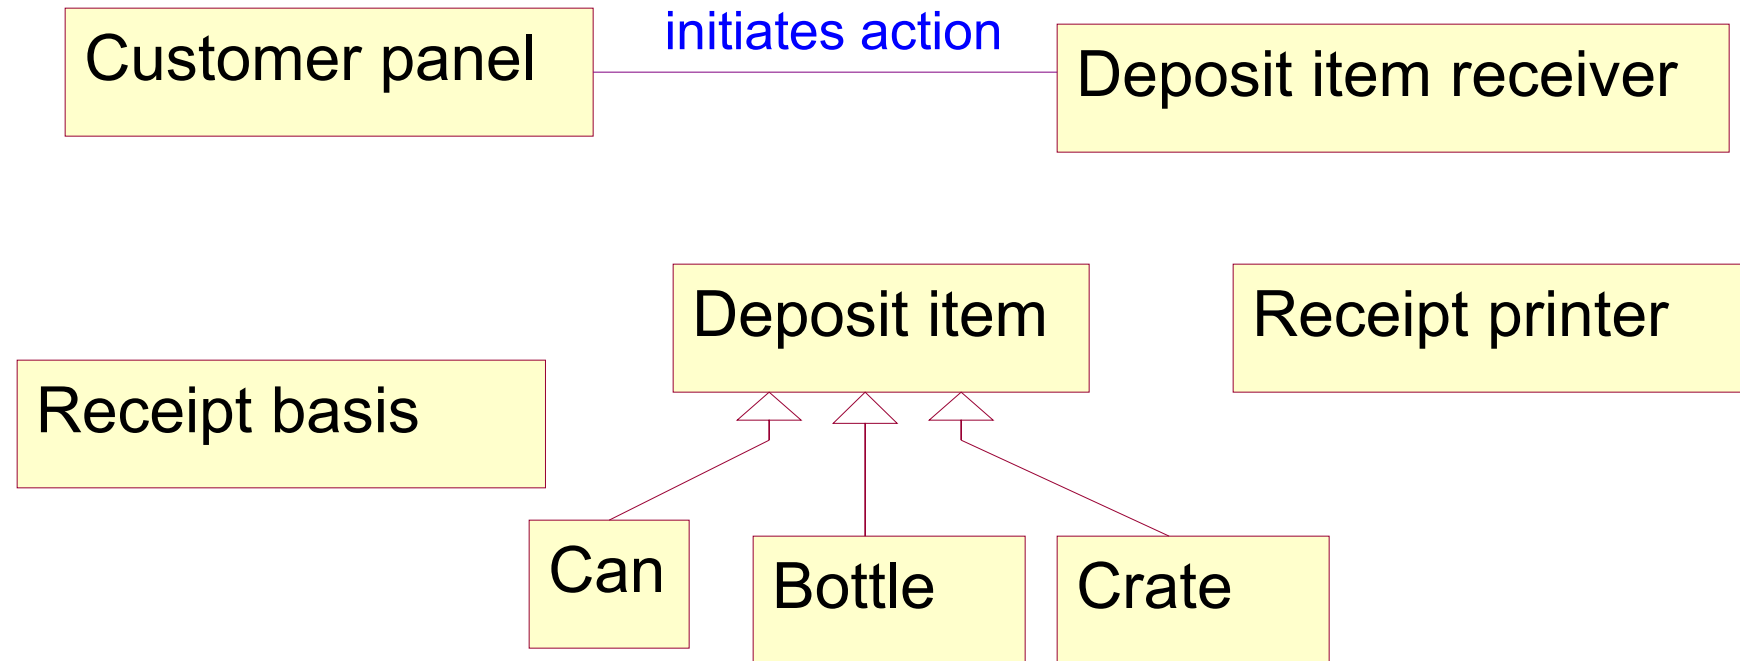 Customer panel
initiates action
Deposit item receiver
Deposit item
Receipt printer
Receipt basis
Can
Bottle
Crate